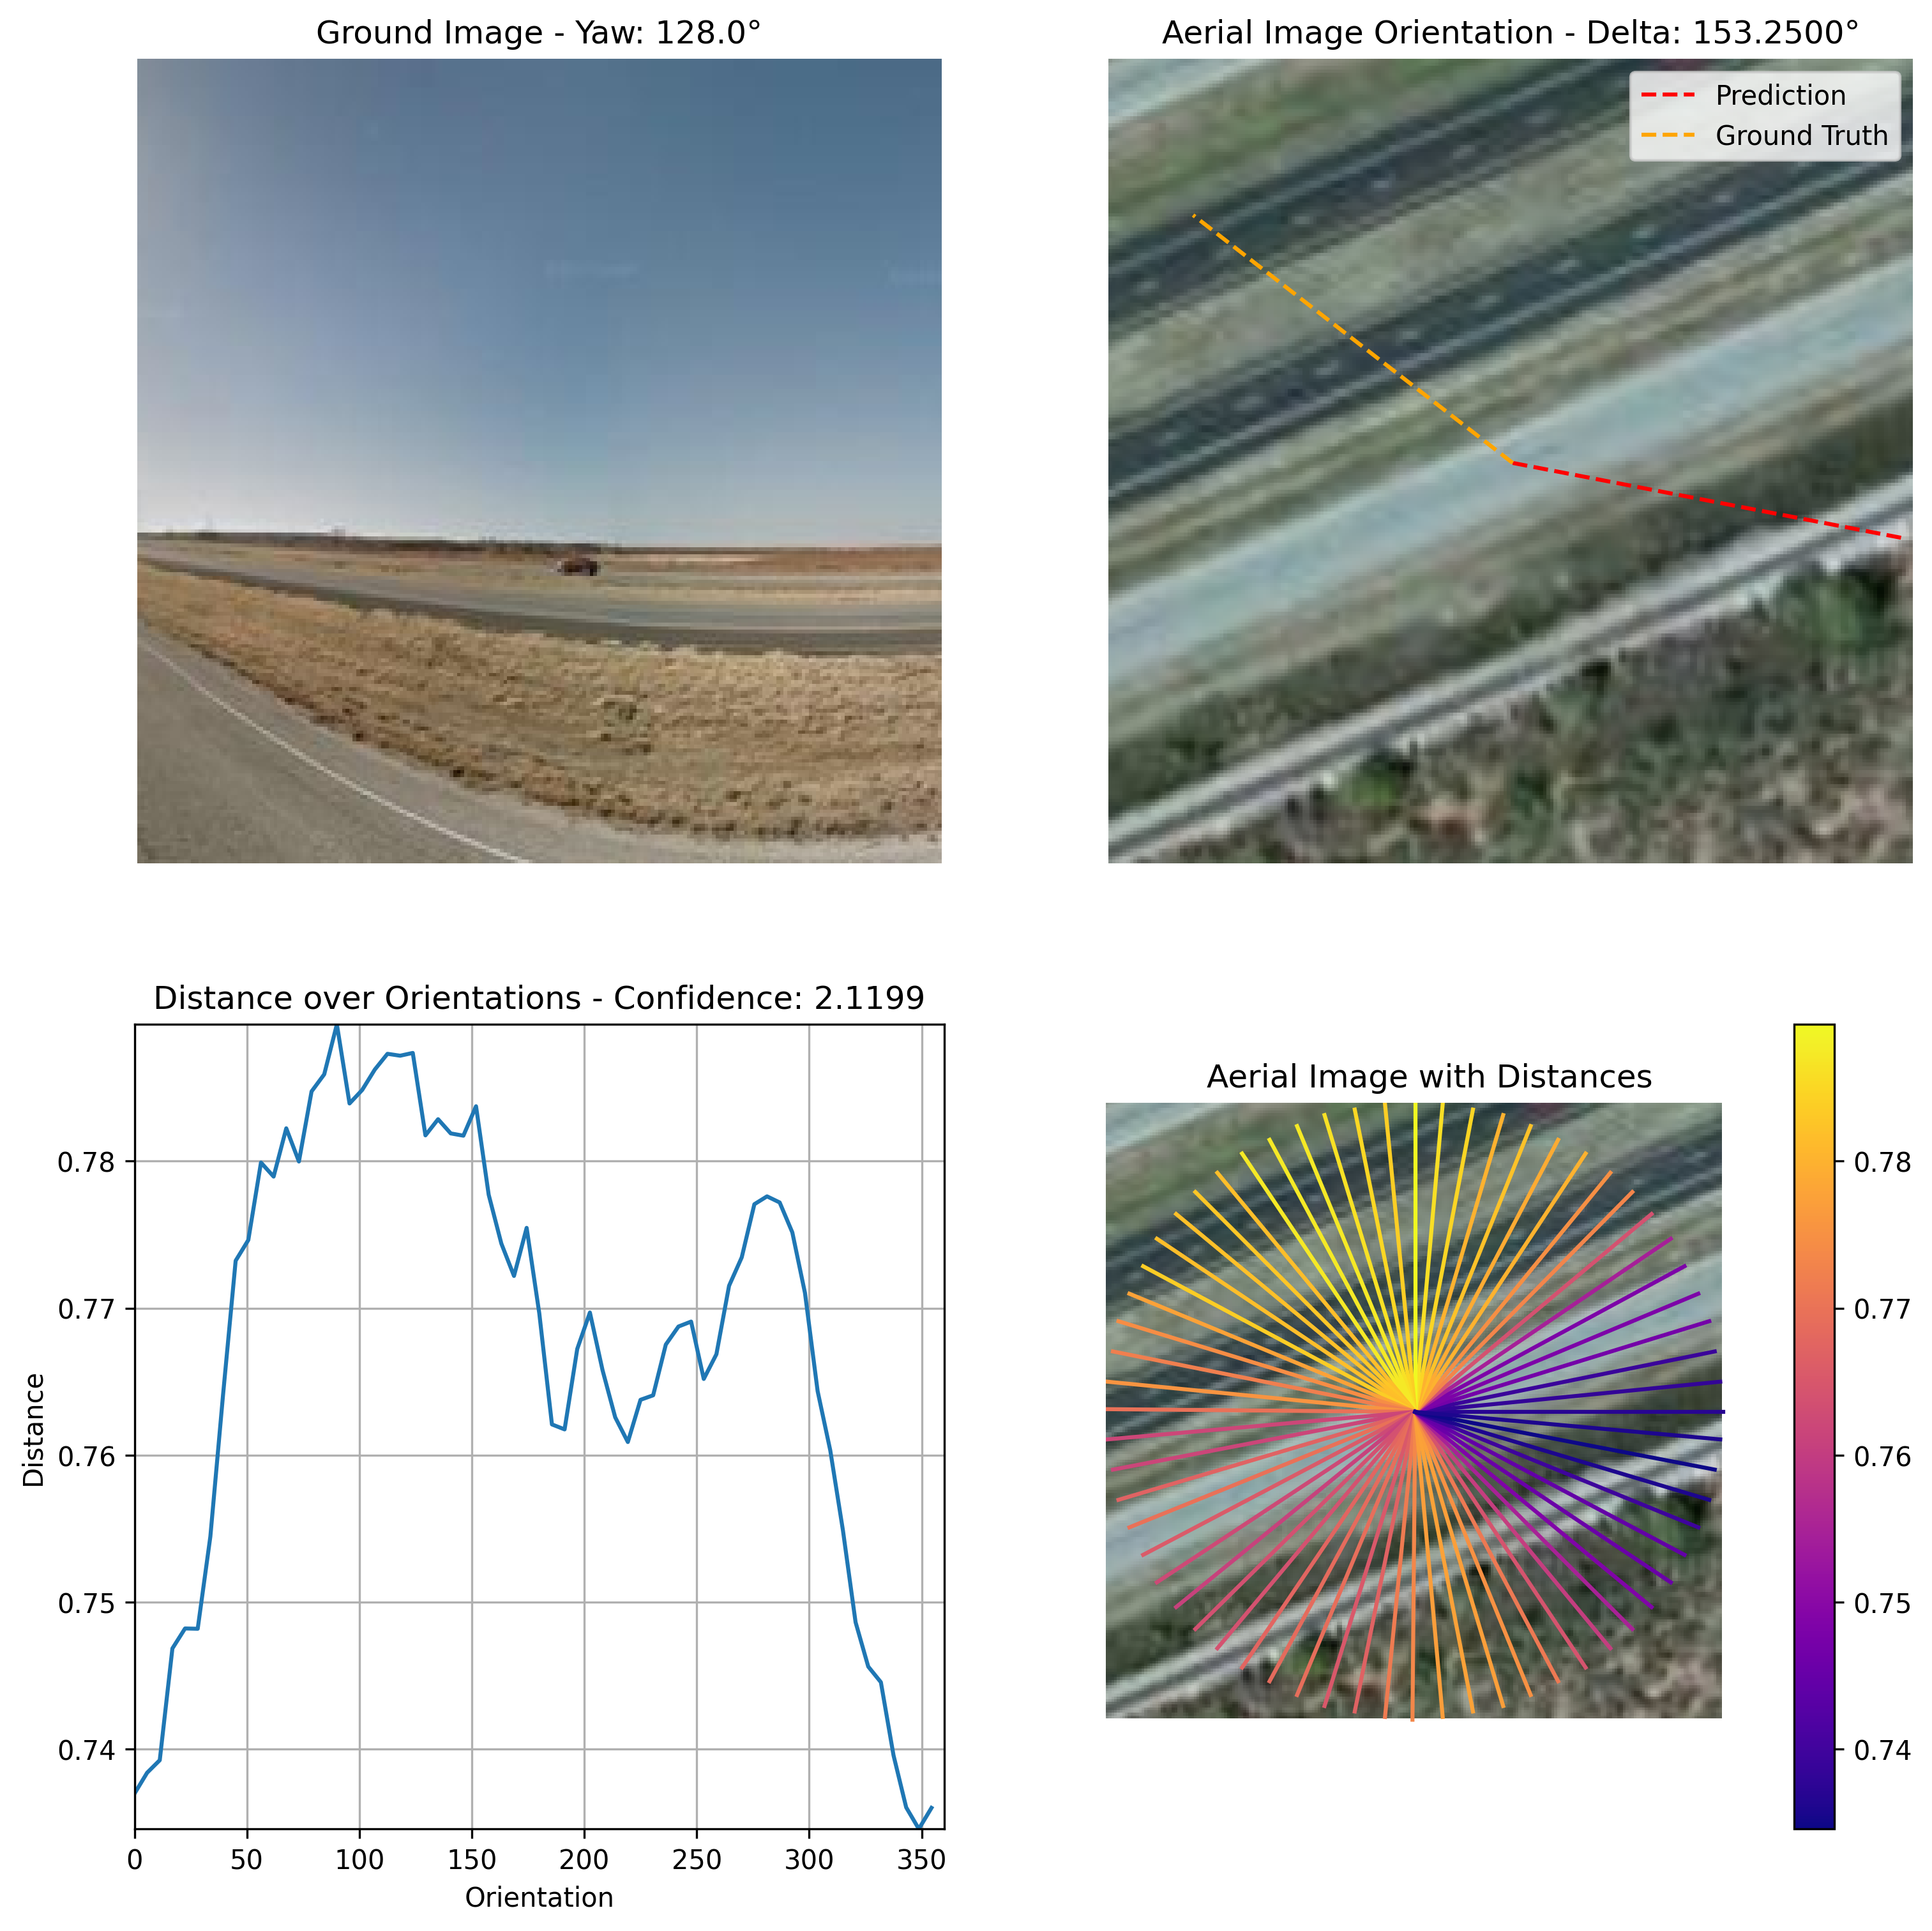 Ground Image - Yaw: 128.0°
Aerial Image Orientation - Delta: 153.2500°
Prediction
Ground Truth
Distance over Orientations - Confidence: 2.1199
0.78
0.77
0.76
0.75
0.74
Distance
0
50
100
150
200
250
300
350
Orientation
Aerial Image with Distances
0.78
0.77
0.76
0.75
0.74